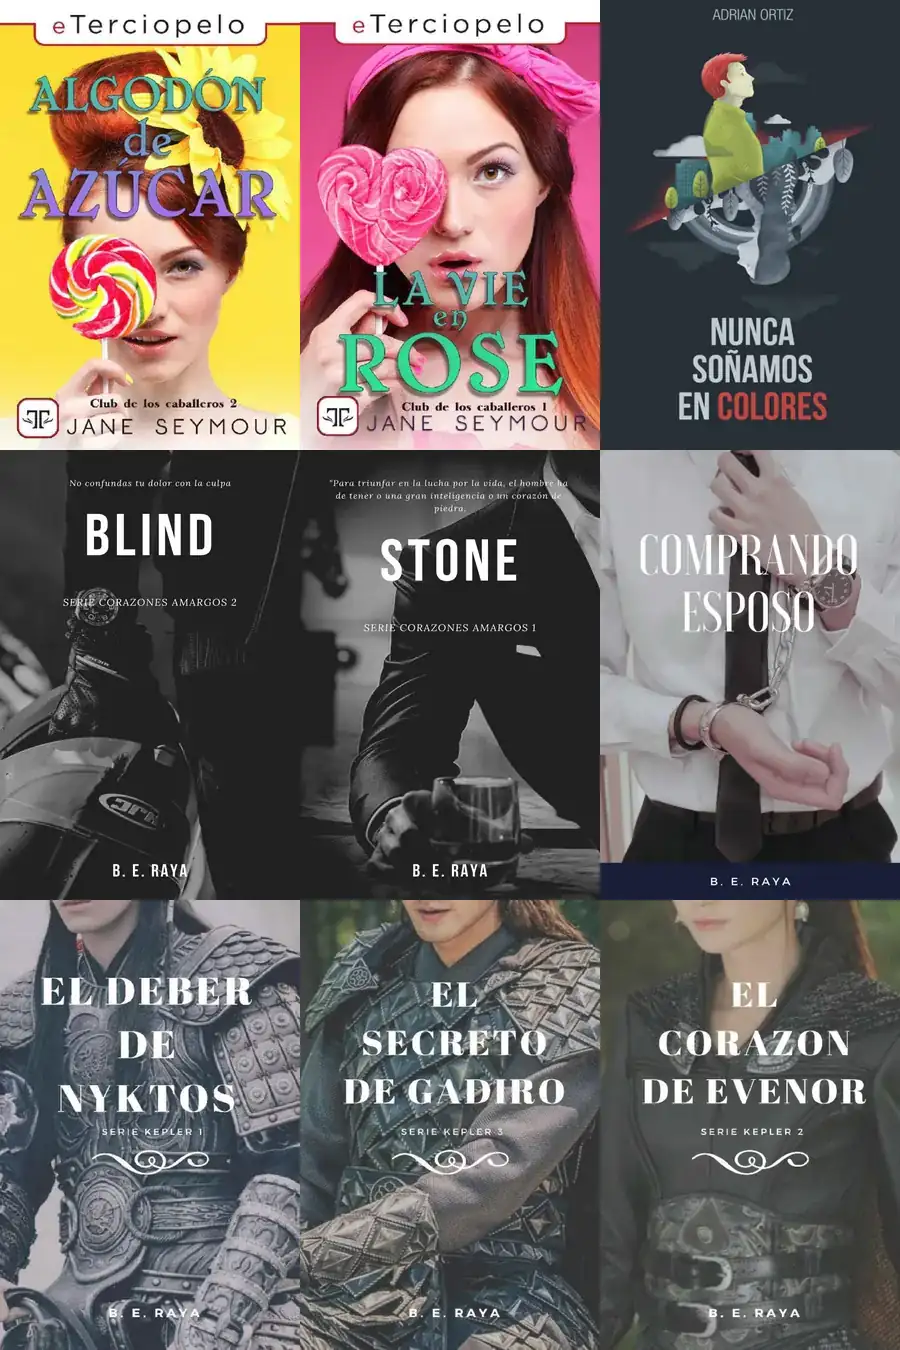 eTerciopelo
ALGODÓN
de
AZÚCAR
Club de los caballeros 2
JANE SEYMOUR
eTerciopelo
LA VIE
en
ROSE
Club de los caballeros 1
JANE SEYMOUR
ADRIAN ORTIZ
NUNCA
SOÑAMOS
EN COLORES
No confundas tu dolor con la culpa
BLIND
SERIE CORAZONES AMARGOS 2
HJC
B. E. RAYA
"Para triunfar en la lucha por la vida, el hombre ha
de tener o una gran inteligencia o un corazón de
piedra.
STONE
SERIE CORAZONES AMARGOS 1
B. E. RAYA
COMPRANDO
ESPOSO
B. E. RAYA
EL DEBER
DE
NYKTOS
SERIE KEPLER 1
B. E. RAYA
EL
SECRETO
DE GADIRO
SERIE KEPLER 3
B. E. RAYA
EL
CORAZON
DE EVENOR
SERIE KEPLER 2
B. E. RAYA